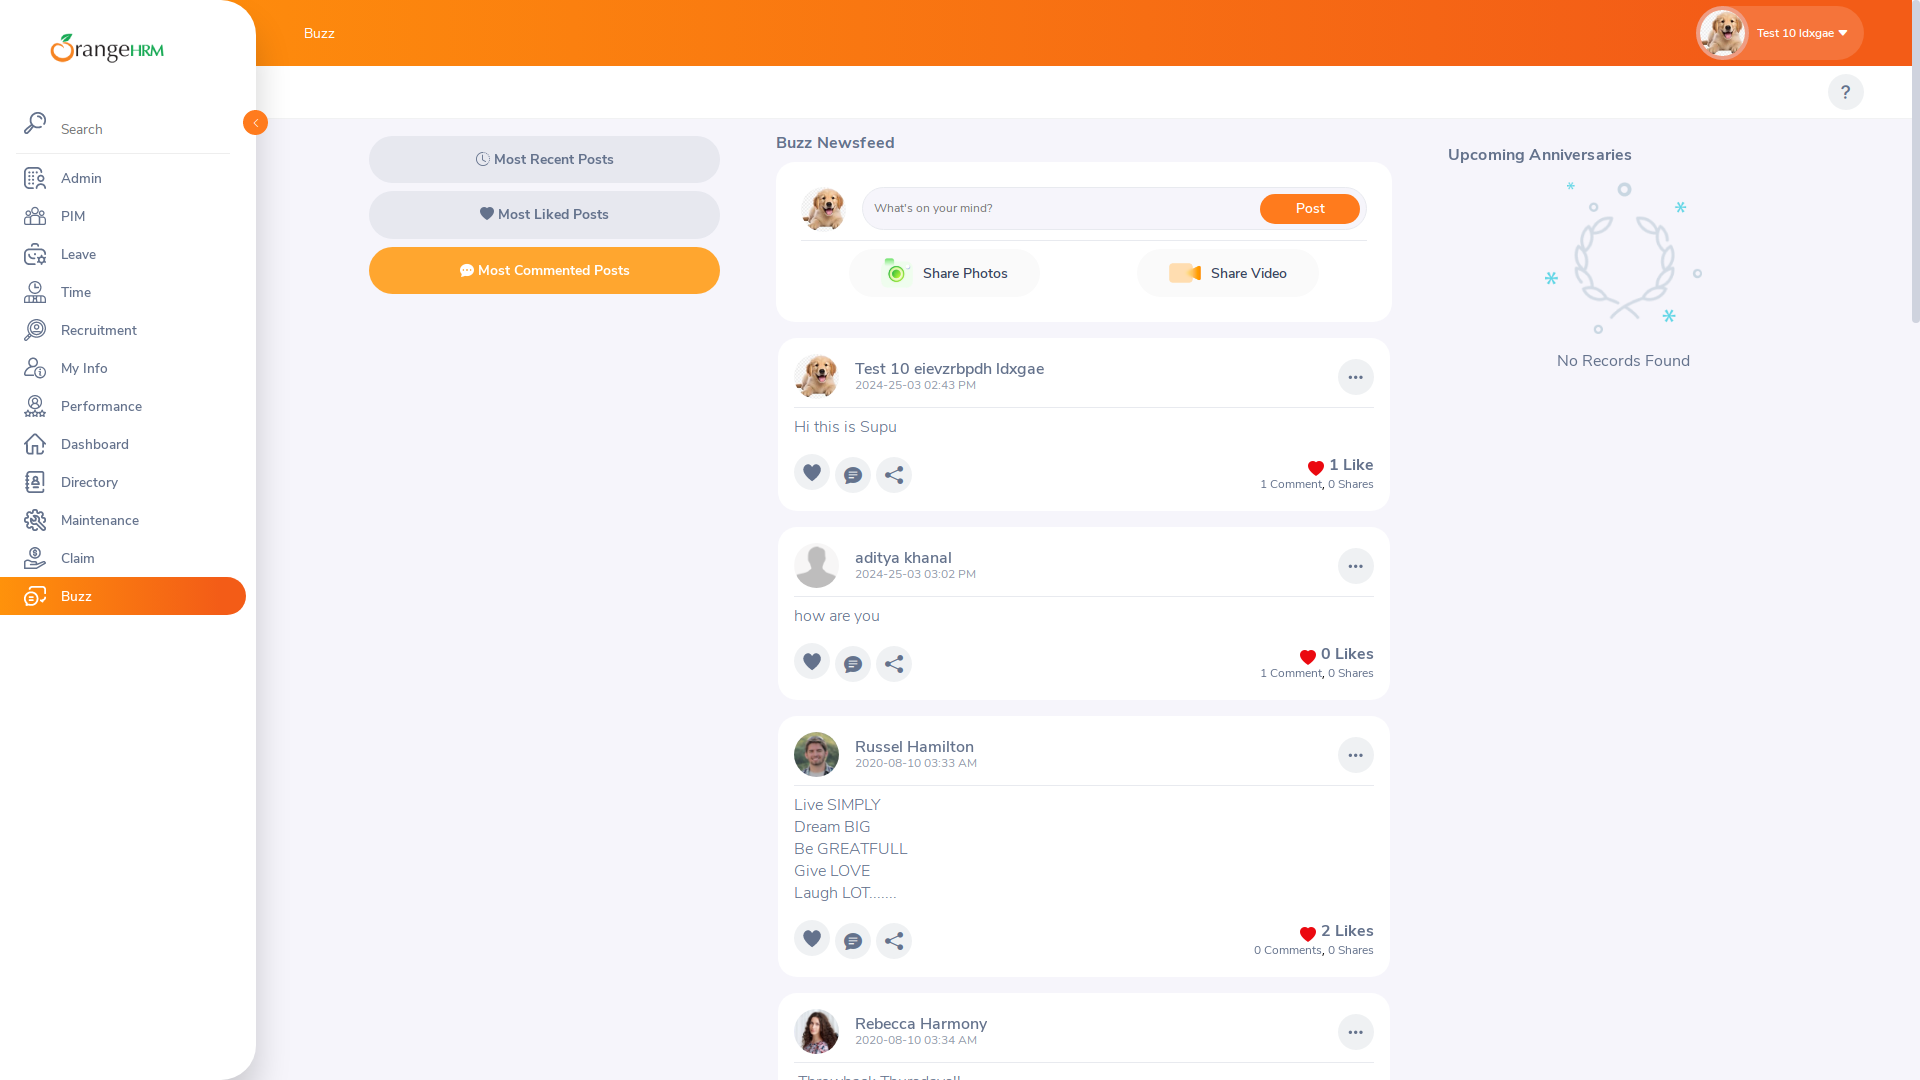 OrangeHRM
Search
Admin
PIM
Leave
Time
Recruitment
My Info
Performance
Dashboard
Directory
Maintenance
Claim
Buzz
Buzz
Test 10 ldxgae
?
Most Recent Posts
Most Liked Posts
Most Commented Posts
Buzz Newsfeed
What's on your mind?
Post
Share Photos
Share Video
Test 10 eievzrbpdh ldxgae
2024-25-03 02:43 PM
Hi this is Supu
1 Like
1 Comment, 0 Shares
aditya khanal
2024-25-03 03:02 PM
how are you
0 Likes
1 Comment, 0 Shares
Russel Hamilton
2020-08-10 03:33 AM
Live SIMPLY
Dream BIG
Be GREATFULL
Give LOVE
Laugh LOT.......
2 Likes
0 Comments, 0 Shares
Rebecca Harmony
2020-08-10 03:34 AM
Throwback Thursdays!!
Upcoming Anniversaries
No Records Found